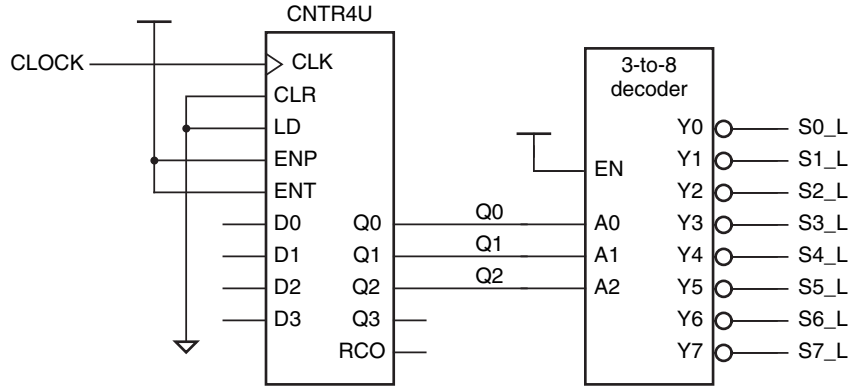 CNTR4U
CLOCK
CLK
CLR
LD
ENP
ENT
D0
D1
D2
D3
Q0
Q1
Q2
Q3
RCO
Q0
Q1
Q2
3-to-8
decoder
EN
A0
A1
A2
Y0
Y1
Y2
Y3
Y4
Y5
Y6
Y7
S0_L
S1_L
S2_L
S3_L
S4_L
S5_L
S6_L
S7_L